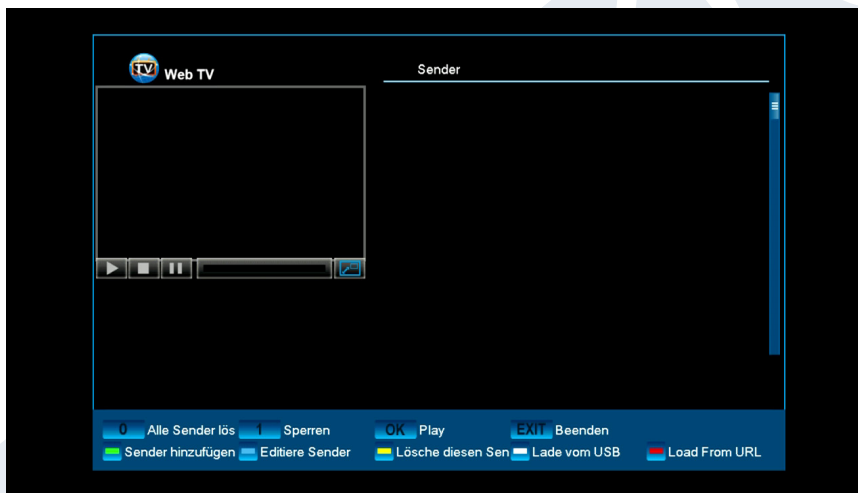 TV Web TV
Sender
0 Alle Sender lös 1 Sperren OK Play EXIT Beenden
Sender hinzufügen Editiere Sender Lösche diesen Sen Lade vom USB Load From URL